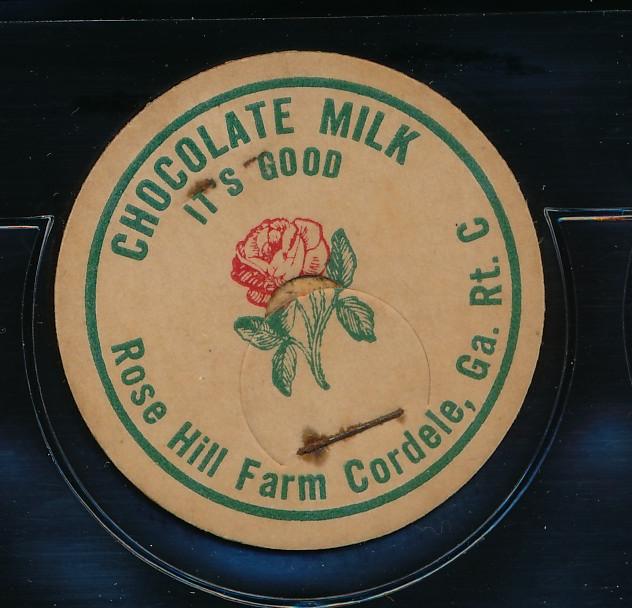 CHOCOLATE MILK
IT'S GOOD
Rose Hill Farm Cordele, Ga. Rt. C